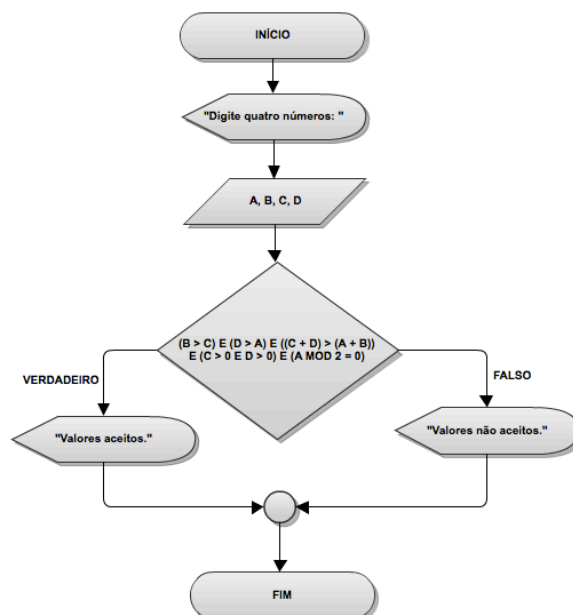 INÍCIO
"Digite quatro números: "
A, B, C, D
(B > C) E (D > A) E ((C + D) > (A + B))
E (C > 0 E D > 0) E (A MOD 2 = 0)
VERDADEIRO
FALSO
"Valores aceitos."
"Valores não aceitos."
FIM